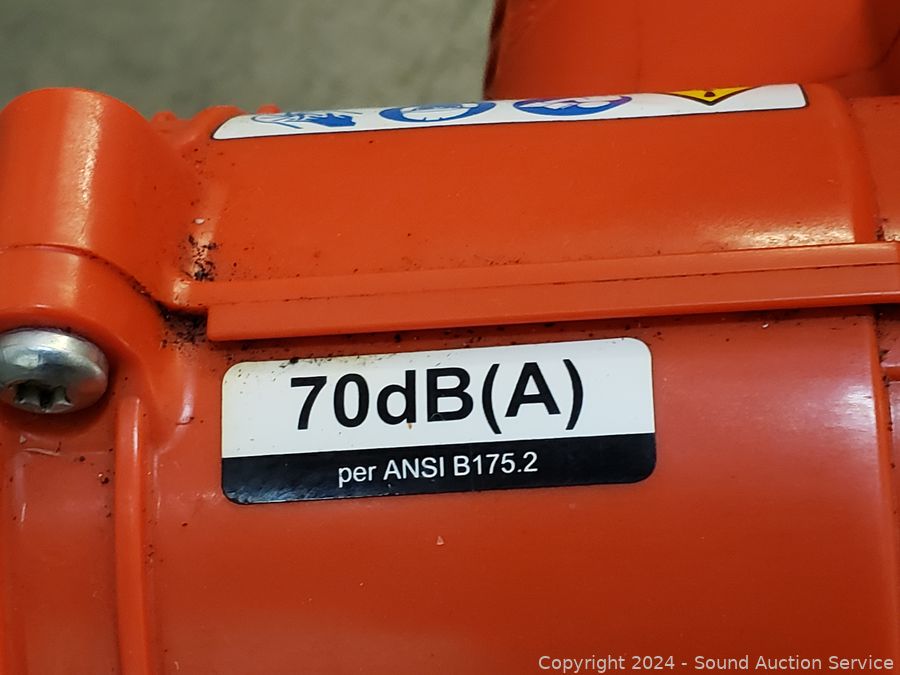 70dB(A)
per ANSI B175.2
Copyright 2024 - Sound Auction Service